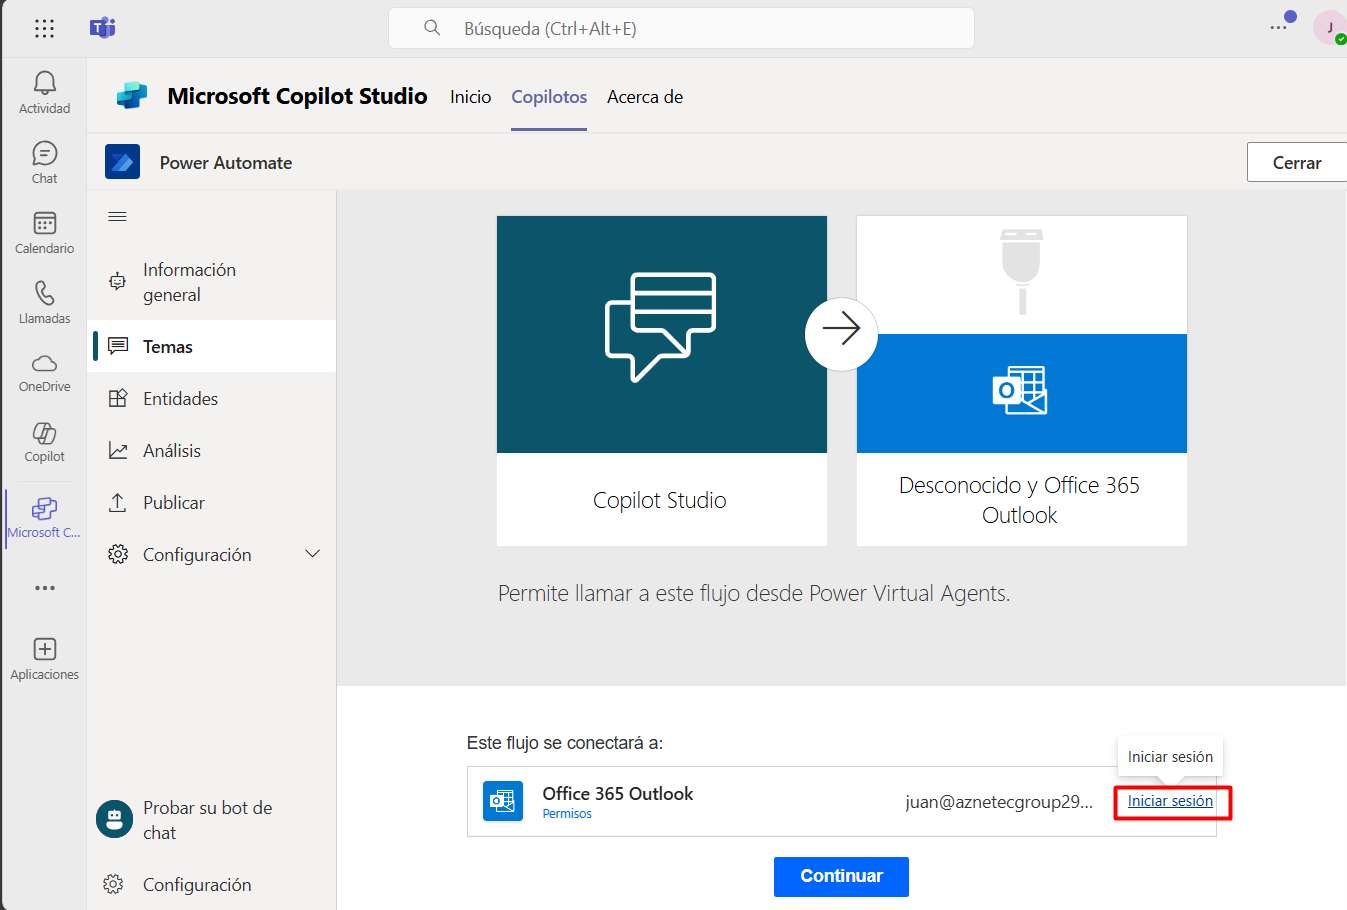 Búsqueda (Ctrl+Alt+E)
J
Actividad
Chat
Calendario
Llamadas
OneDrive
Copilot
Microsoft C...
Aplicaciones
Microsoft Copilot Studio
Inicio
Copilotos
Acerca de
Power Automate
Cerrar
Información
general
Temas
Entidades
Análisis
Publicar
Configuración
Probar su bot de
chat
Configuración
Copilot Studio
Desconocido y Office 365
Outlook
Permite llamar a este flujo desde Power Virtual Agents.
Este flujo se conectará a:
Iniciar sesión
Office 365 Outlook
Permisos
juan@aznetecgroup29...
Iniciar sesión
Continuar